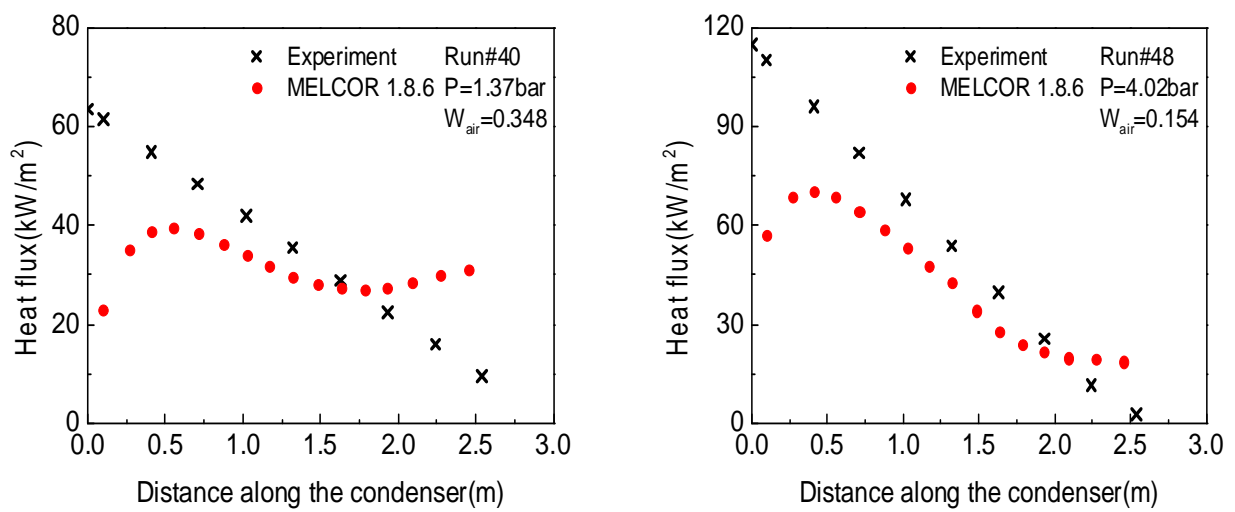 80
60
40
20
0
0.0 0.5 1.0 1.5 2.0 2.5 3.0
Heat flux(kW/m²)
Distance along the condenser(m)
× Experiment Run#40
● MELCOR 1.8.6 P=1.37bar
W_air=0.348
120
90
60
30
0
0.0 0.5 1.0 1.5 2.0 2.5 3.0
Heat flux(kW/m²)
Distance along the condenser(m)
× Experiment Run#48
● MELCOR 1.8.6 P=4.02bar
W_air=0.154